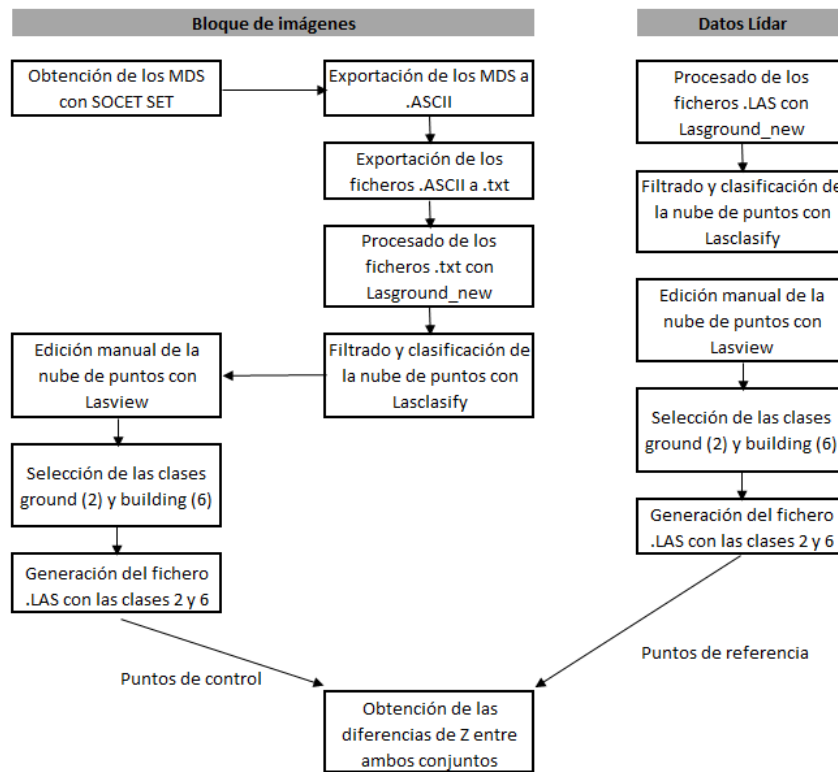 Bloque de imágenes
Obtención de los MDS
con SOCET SET
Exportación de los MDS a
.ASCII
Exportación de los
ficheros .ASCII a .txt
Procesado de los
ficheros .txt con
Lasground_new
Filtrado y clasificación de
la nube de puntos con
Lasclasify
Edición manual de la
nube de puntos con
Lasview
Selección de las clases
ground (2) y building (6)
Generación del fichero
.LAS con las clases 2 y 6
Puntos de control
Datos Lídar
Procesado de los
ficheros .LAS con
Lasground_new
Filtrado y clasificación de
la nube de puntos con
Lasclasify
Edición manual de la
nube de puntos con
Lasview
Selección de las clases
ground (2) y building (6)
Generación del fichero
.LAS con las clases 2 y 6
Puntos de referencia
Obtención de las
diferencias de Z entre
ambos conjuntos